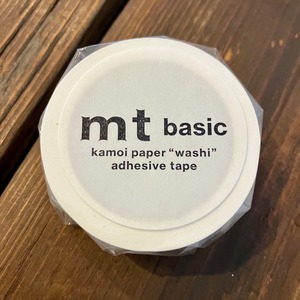 mt basic
kamoi paper “washi”
adhesive tape